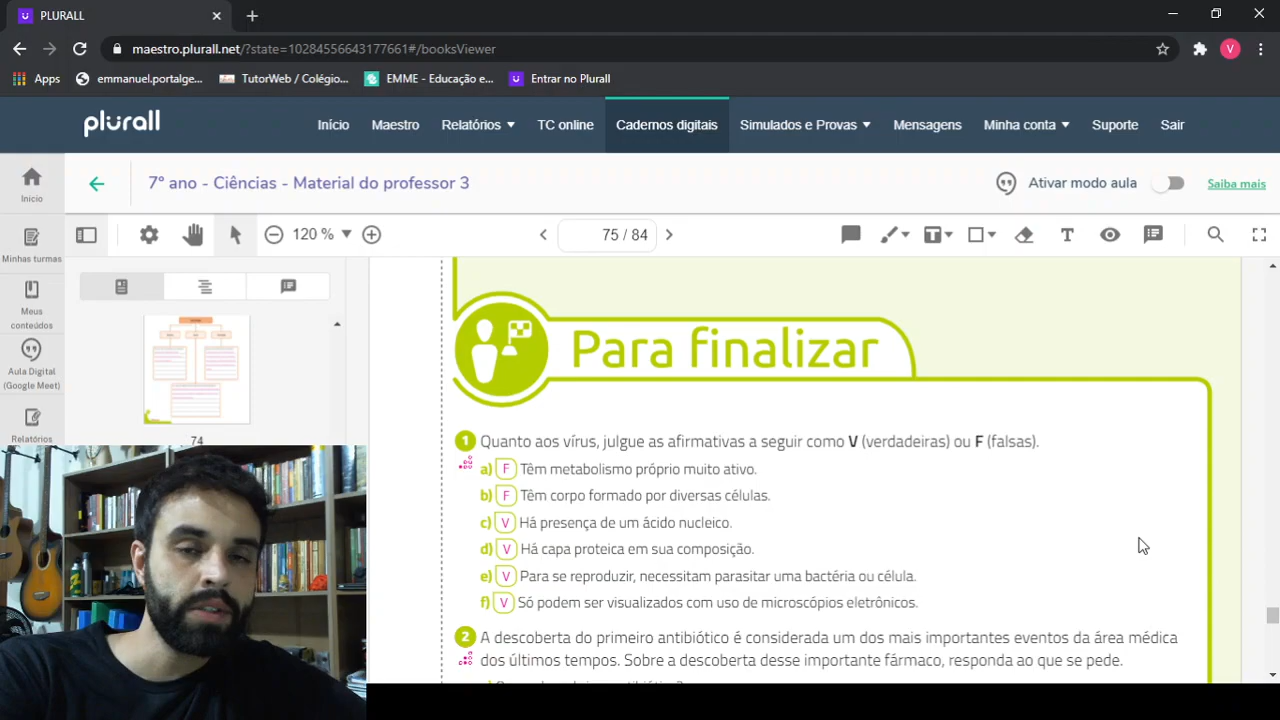 PLURALL
maestro.plurall.net/?state=10284556643177661#/booksViewer
V
Apps
emmanuel.portalge...
TutorWeb / Colégio...
EMME - Educação e...
Entrar no Plurall
plurall
Início
Maestro
Relatórios
TC online
Cadernos digitais
Simulados e Provas
Mensagens
Minha conta
Suporte
Sair
Início
7º ano - Ciências - Material do professor 3
Ativar modo aula
Saiba mais
120 %
75 / 84
Minhas turmas
Meus
conteúdos
Aula Digital
(Google Meet)
Relatórios
74
Para finalizar
1 Quanto aos vírus, julgue as afirmativas a seguir como V (verdadeiras) ou F (falsas).
a) F Têm metabolismo próprio muito ativo.
b) F Têm corpo formado por diversas células.
c) V Há presença de um ácido nucleico.
d) V Há capa proteica em sua composição.
e) V Para se reproduzir, necessitam parasitar uma bactéria ou célula.
f) V Só podem ser visualizados com uso de microscópios eletrônicos.
2 A descoberta do primeiro antibiótico é considerada um dos mais importantes eventos da área médica
dos últimos tempos. Sobre a descoberta desse importante fármaco, responda ao que se pede.